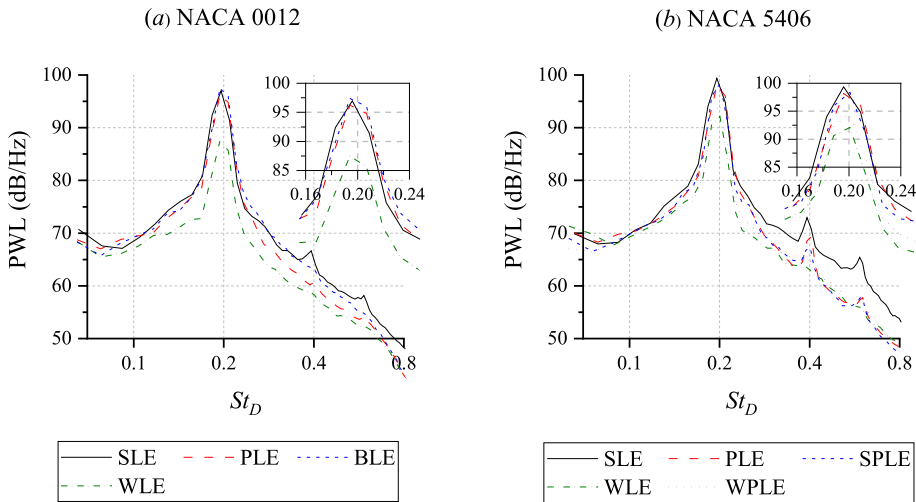 (a) NACA 0012
(b) NACA 5406
PWL (dB/Hz)
100
90
80
70
60
50
0.1
0.2
0.4
0.8
St_D
100
95
90
85
0.16
0.20
0.24
SLE
PLE
BLE
WLE
PWL (dB/Hz)
100
90
80
70
60
50
0.1
0.2
0.4
0.8
St_D
100
95
90
85
0.16
0.20
0.24
SLE
PLE
SPLE
WLE
WPLE